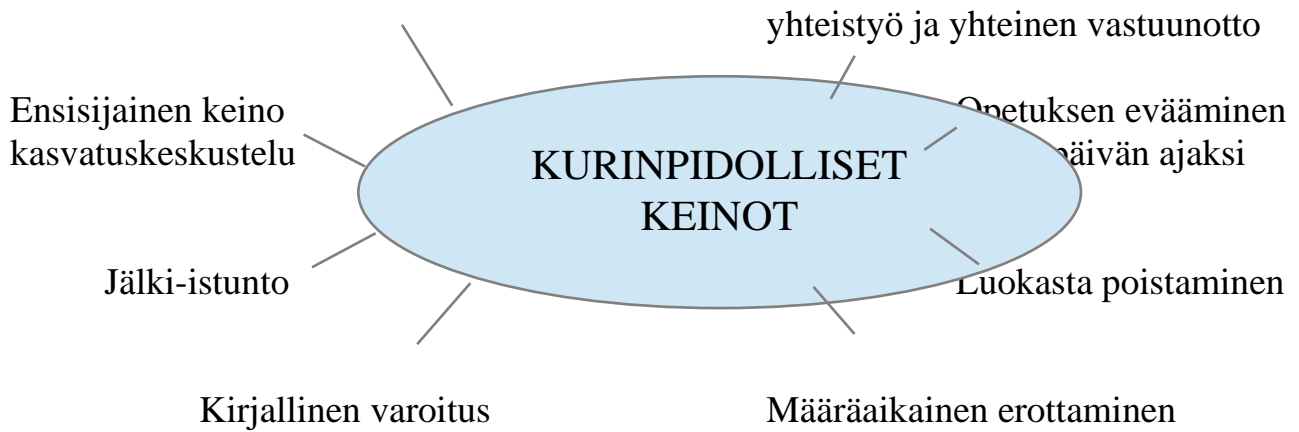 yhteistyö ja yhteinen vastuunotto
Ensisijainen keino
kasvatuskeskustelu
Opetuksen evääminen
päivän ajaksi
KURINPIDOLLISET
KEINOT
Jälki-istunto
Luokasta poistaminen
Kirjallinen varoitus
Määräaikainen erottaminen